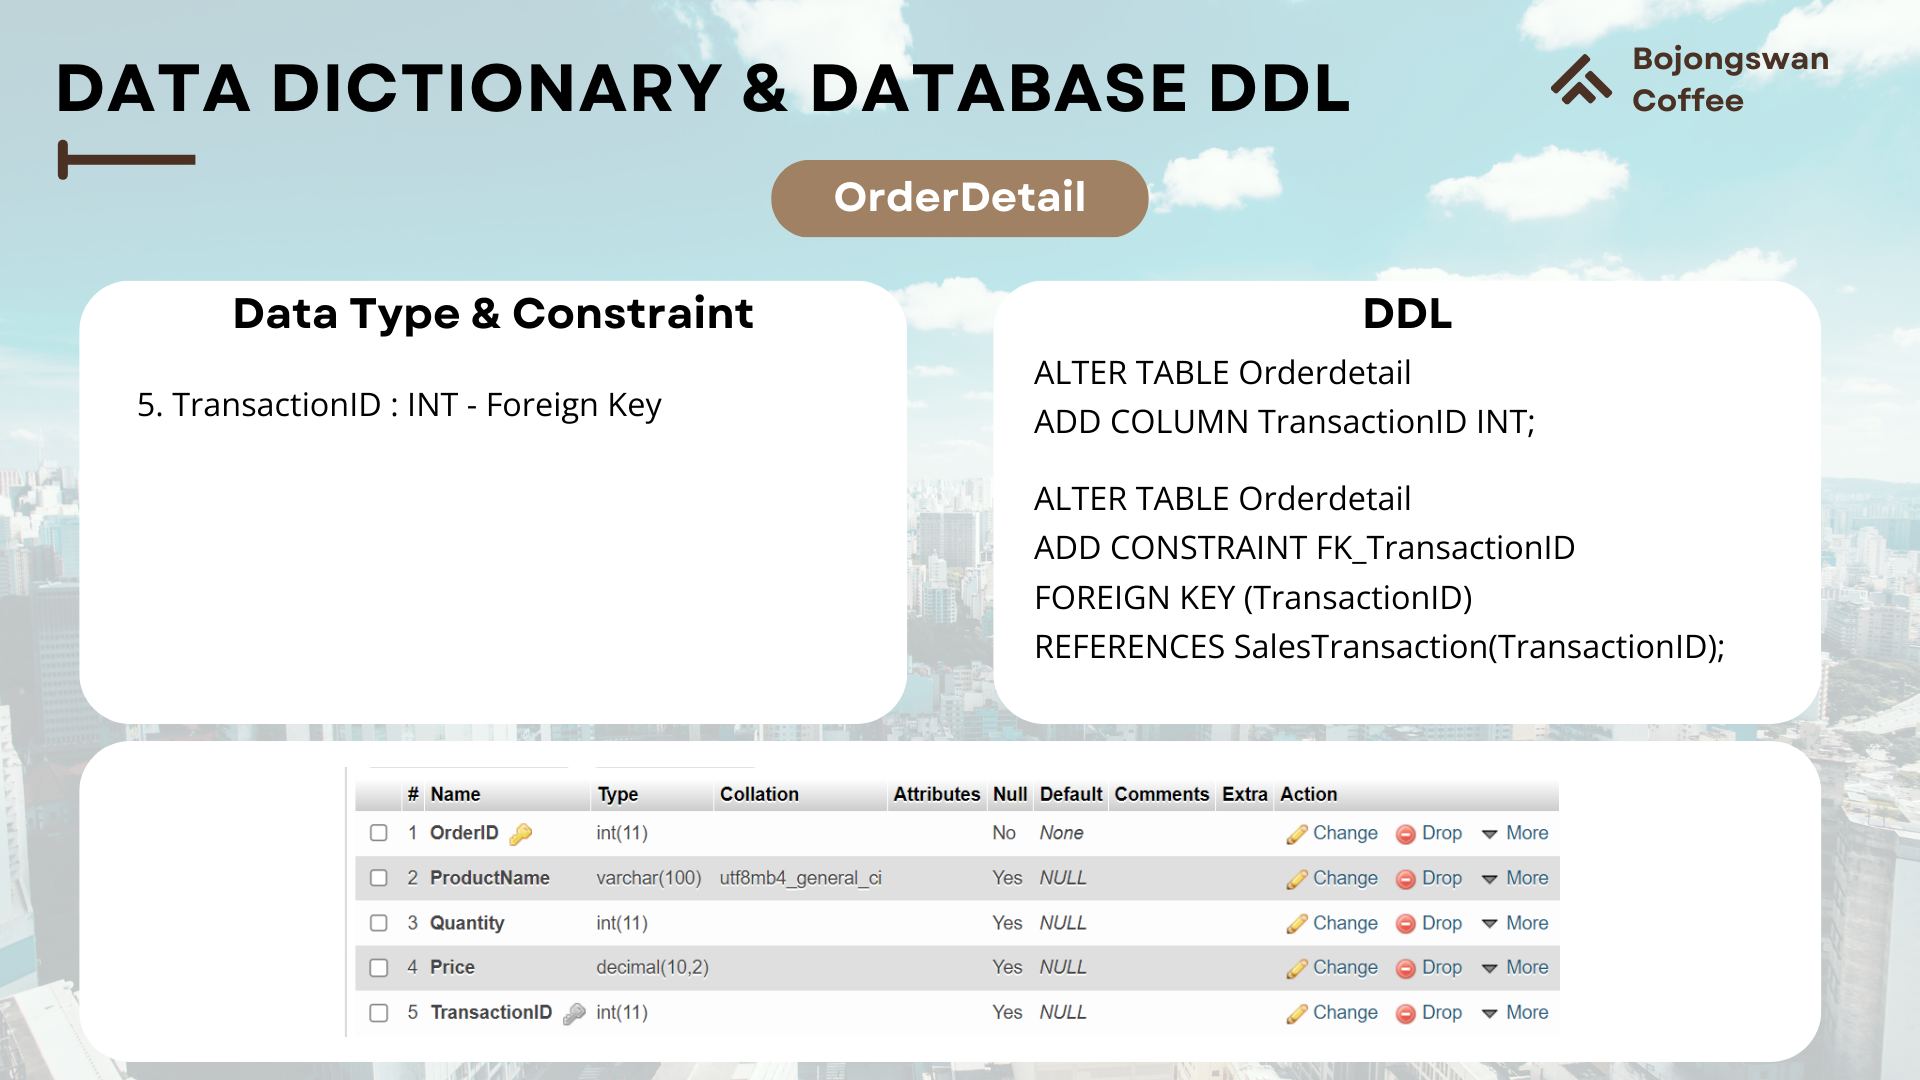 DATA DICTIONARY & DATABASE DDL
Bojongswan
Coffee
OrderDetail
Data Type & Constraint
5. TransactionID : INT - Foreign Key
DDL
ALTER TABLE Orderdetail
ADD COLUMN TransactionID INT;
ALTER TABLE Orderdetail
ADD CONSTRAINT FK_TransactionID
FOREIGN KEY (TransactionID)
REFERENCES SalesTransaction(TransactionID);
# Name Type Collation Attributes Null Default Comments Extra Action
1 OrderID int(11) No None Change Drop More
2 ProductName varchar(100) utf8mb4_general_ci Yes NULL Change Drop More
3 Quantity int(11) Yes NULL Change Drop More
4 Price decimal(10,2) Yes NULL Change Drop More
5 TransactionID int(11) Yes NULL Change Drop More